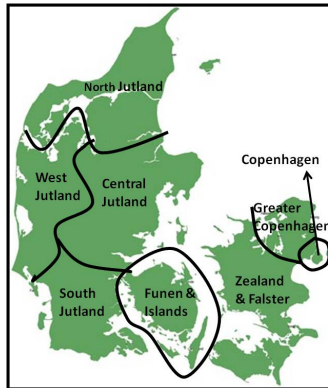 North Jutland
Copenhagen
West
Jutland
Central
Jutland
Greater
Copenhagen
South
Jutland
Funen &
Islands
Zealand
& Falster